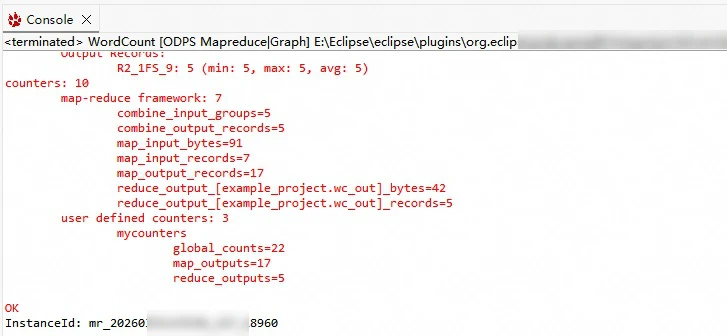 Console
<terminated> WordCount [ODPS Mapreduce|Graph] E:\Eclipse\eclipse\plugins\org.eclip
Output Records:
R2_1FS_9: 5 (min: 5, max: 5, avg: 5)
counters: 10
map-reduce framework: 7
combine_input_groups=5
combine_output_records=5
map_input_bytes=91
map_input_records=7
map_output_records=17
reduce_output_[example_project.wc_out]_bytes=42
reduce_output_[example_project.wc_out]_records=5
user defined counters: 3
mycounters
global_counts=22
map_outputs=17
reduce_outputs=5
OK
InstanceId: mr_20260 8960